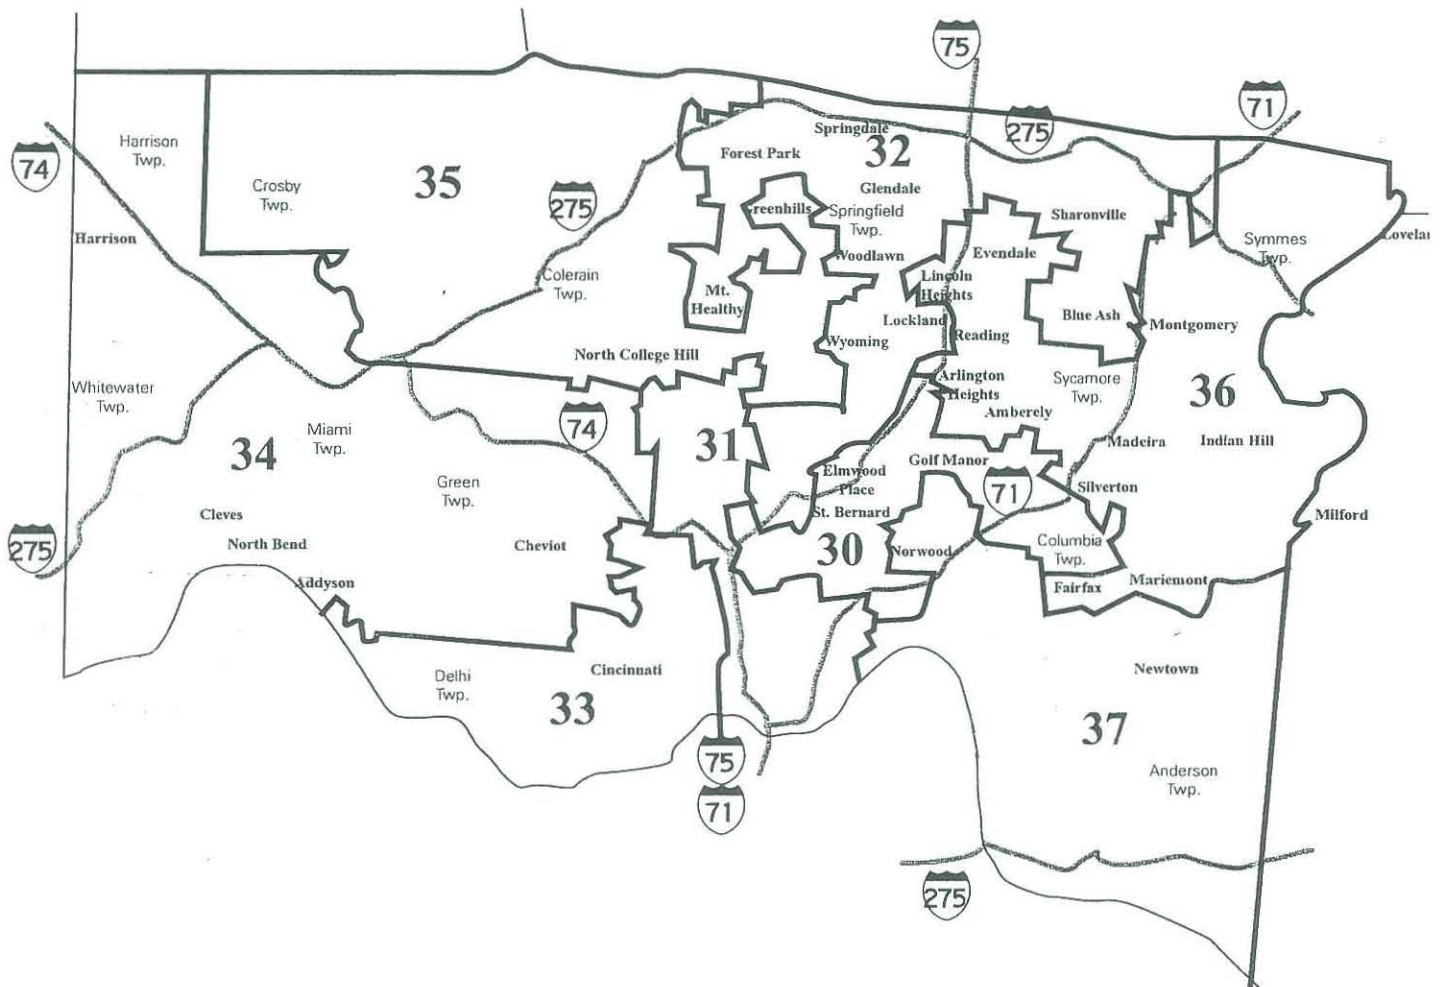 75
71
275
Springdale
32
Harrison
Twp.
Forest Park
74
35
Crosby
Twp.
275
Glendale
Greenhills
Springfield
Twp.
Sharonville
Harrison
Symmes
Twp.
Woodlawn
Evendale
Colerain
Twp.
Lincoln
Heights
Mt.
Healthy
Lockland
Blue Ash
Montgomery
Wyoming
Reading
North College Hill
Whitewater
Twp.
Arlington
Heights
Sycamore
Twp.
36
Amberely
74
Miami
Twp.
34
31
Madeira
Indian Hill
Golf Manor
Elmwood
Place
Green
Twp.
71
Silverton
Cleves
St. Bernard
Milford
North Bend
Cheviot
275
30
Norwood
Columbia
Twp.
Addyson
Fairfax
Mariemont
Cincinnati
Newtown
Delhi
Twp.
33
37
75
Anderson
Twp.
71
275